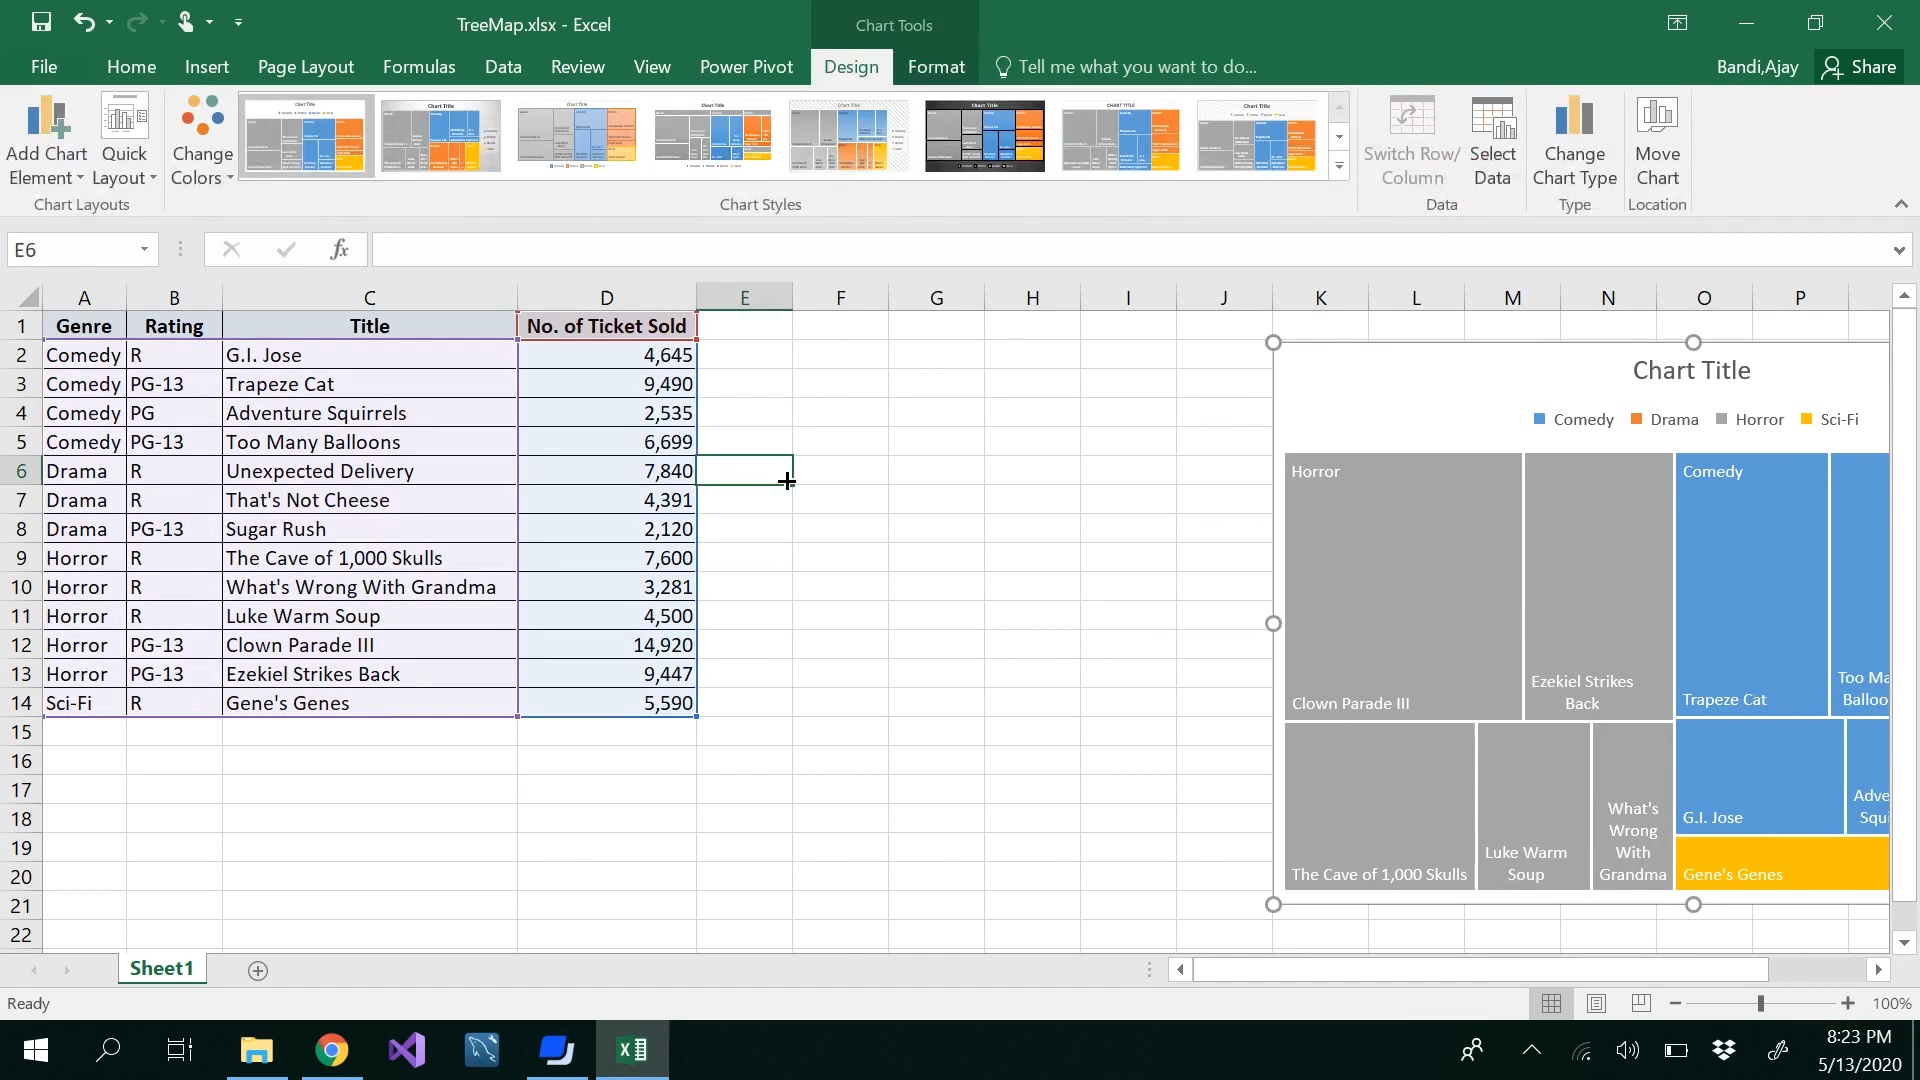 TreeMap.xlsx - Excel
Chart Tools
File Home Insert Page Layout Formulas Data Review View Power Pivot Design Format Tell me what you want to do... Bandi,Ajay Share
Add Chart Element
Quick Layout
Change Colors
Switch Row/ Column
Select Data
Change Chart Type
Move Chart
Chart Layouts Chart Styles Data Type Location
E6 fx
A B C D E F G H I J K L M N O P
1 Genre Rating Title No. of Ticket Sold
2 Comedy R G.I. Jose 4,645
3 Comedy PG-13 Trapeze Cat 9,490
4 Comedy PG Adventure Squirrels 2,535
5 Comedy PG-13 Too Many Balloons 6,699
6 Drama R Unexpected Delivery 7,840
7 Drama R That's Not Cheese 4,391
8 Drama PG-13 Sugar Rush 2,120
9 Horror R The Cave of 1,000 Skulls 7,600
10 Horror R What's Wrong With Grandma 3,281
11 Horror R Luke Warm Soup 4,500
12 Horror PG-13 Clown Parade III 14,920
13 Horror PG-13 Ezekiel Strikes Back 9,447
14 Sci-Fi R Gene's Genes 5,590
15
16
17
18
19
20
21
22
Chart Title
Comedy Drama Horror Sci-Fi
Horror
Clown Parade III
Ezekiel Strikes
Back
Comedy
Trapeze Cat
Too Ma
Balloo
The Cave of 1,000 Skulls
Luke Warm
Soup
What's
Wrong
With
Grandma
G.I. Jose
Adve
Squi
Gene's Genes
Sheet1
Ready
100%
8:23 PM
5/13/2020